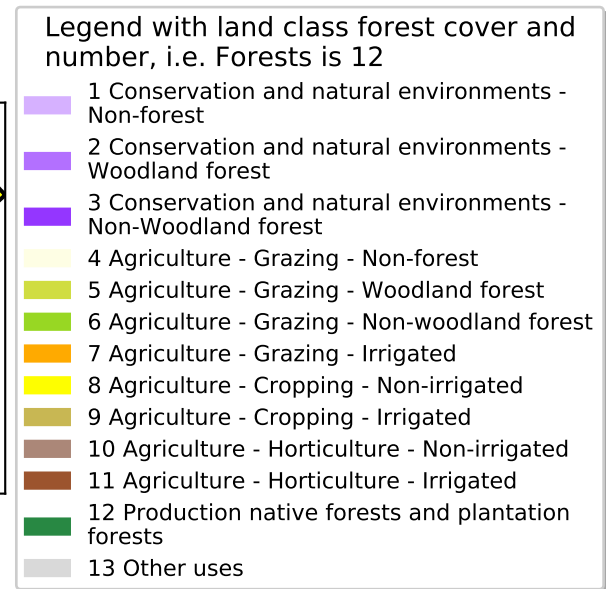 Legend with land class forest cover and
number, i.e. Forests is 12
1 Conservation and natural environments -
Non-forest
2 Conservation and natural environments -
Woodland forest
3 Conservation and natural environments -
Non-Woodland forest
4 Agriculture - Grazing - Non-forest
5 Agriculture - Grazing - Woodland forest
6 Agriculture - Grazing - Non-woodland forest
7 Agriculture - Grazing - Irrigated
8 Agriculture - Cropping - Non-irrigated
9 Agriculture - Cropping - Irrigated
10 Agriculture - Horticulture - Non-irrigated
11 Agriculture - Horticulture - Irrigated
12 Production native forests and plantation
forests
13 Other uses